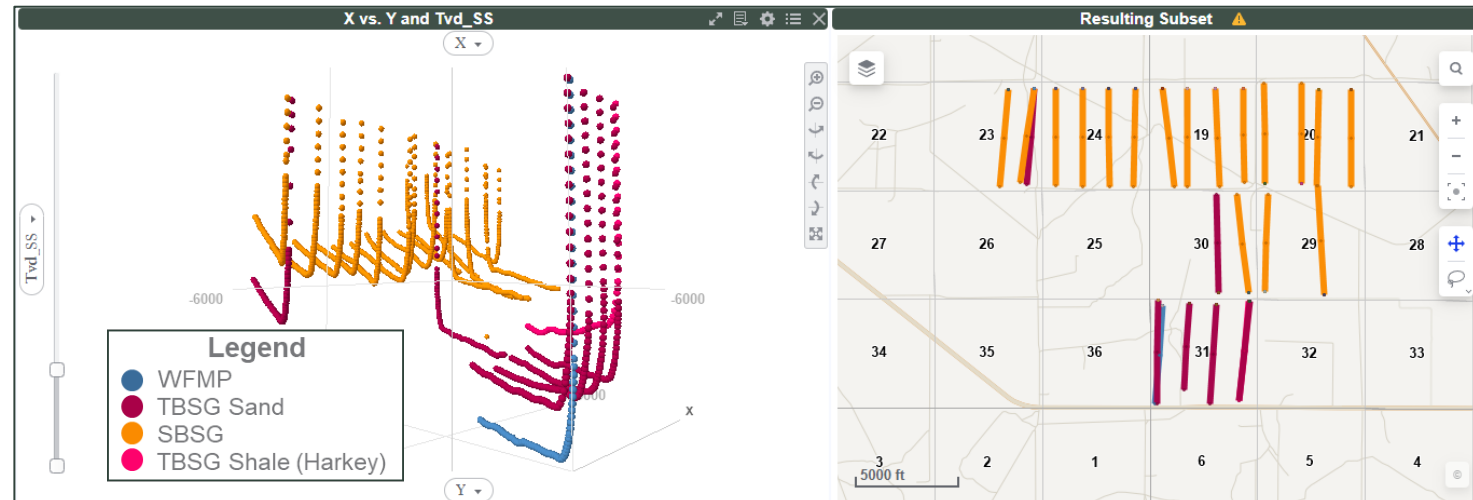 X vs. Y and Tvd_SS
X
Tvd_SS
-6000
-6000
X
Y
Legend
WFMP
TBSG Sand
SBSG
TBSG Shale (Harkey)
Resulting Subset
22 23 24 19 20 21
27 26 25 30 29 28
34 35 36 31 32 33
3 2 1 6 5 4
5000 ft
©